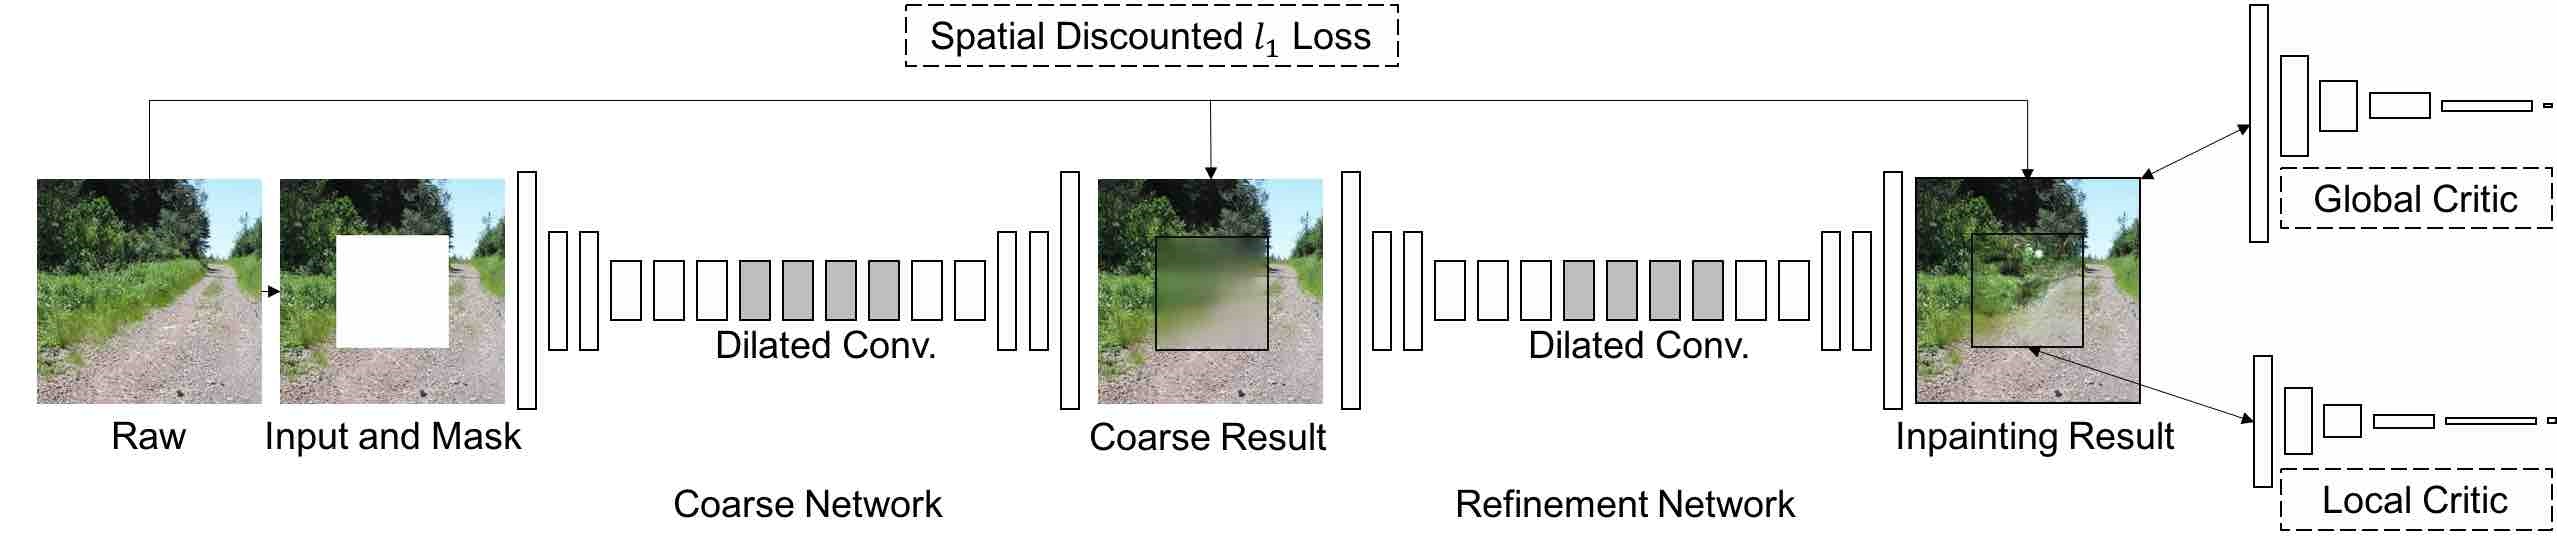 Spatial Discounted l₁ Loss
Global Critic
Dilated Conv.
Dilated Conv.
Raw
Input and Mask
Coarse Result
Inpainting Result
Coarse Network
Refinement Network
Local Critic